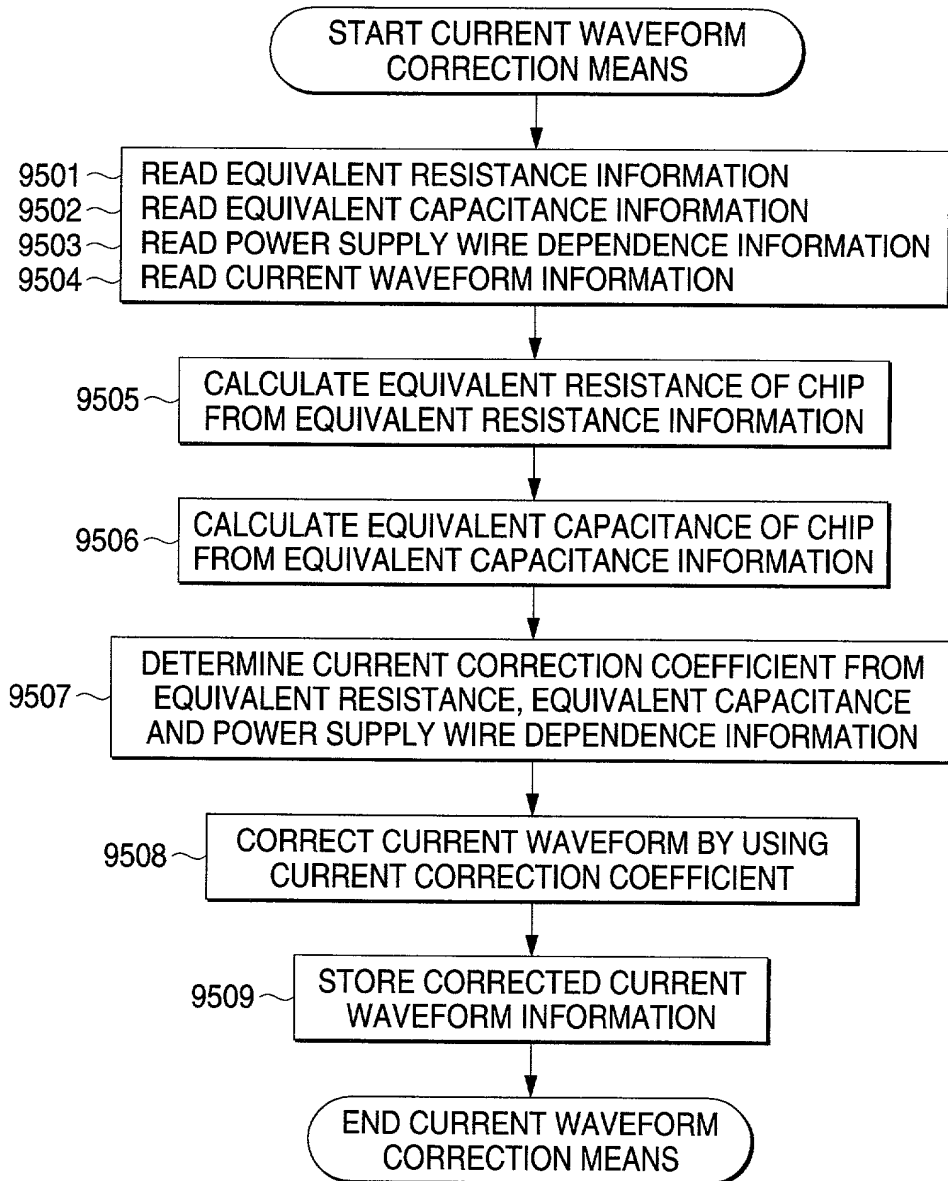 START CURRENT WAVEFORM
CORRECTION MEANS
9501 READ EQUIVALENT RESISTANCE INFORMATION
9502 READ EQUIVALENT CAPACITANCE INFORMATION
9503 READ POWER SUPPLY WIRE DEPENDENCE INFORMATION
9504 READ CURRENT WAVEFORM INFORMATION
9505
CALCULATE EQUIVALENT RESISTANCE OF CHIP
FROM EQUIVALENT RESISTANCE INFORMATION
9506
CALCULATE EQUIVALENT CAPACITANCE OF CHIP
FROM EQUIVALENT CAPACITANCE INFORMATION
9507
DETERMINE CURRENT CORRECTION COEFFICIENT FROM
EQUIVALENT RESISTANCE, EQUIVALENT CAPACITANCE
AND POWER SUPPLY WIRE DEPENDENCE INFORMATION
9508
CORRECT CURRENT WAVEFORM BY USING
CURRENT CORRECTION COEFFICIENT
9509
STORE CORRECTED CURRENT
WAVEFORM INFORMATION
END CURRENT WAVEFORM
CORRECTION MEANS